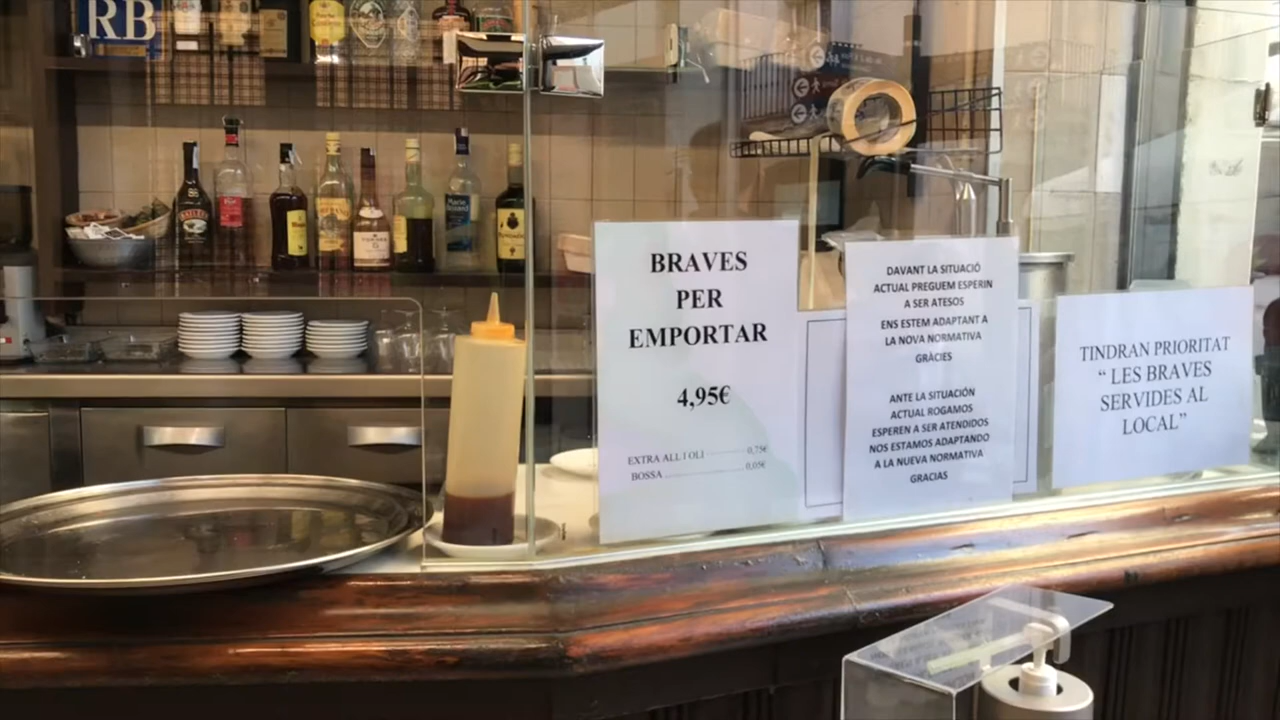 RB
BAILEYS
BRAVES
PER
EMPORTAR
4,95€
EXTRA ALL I OLI ............ 0,75€
BOSSA ........................ 0,05€
DAVANT LA SITUACIÓ
ACTUAL PREGUEM ESPERIN
A SER ATESOS
ENS ESTEM ADAPTANT A
LA NOVA NORMATIVA
GRÀCIES
ANTE LA SITUACIÓN
ACTUAL ROGAMOS
ESPEREN A SER ATENDIDOS
NOS ESTAMOS ADAPTANDO
A LA NUEVA NORMATIVA
GRACIAS
TINDRAN PRIORITAT
“ LES BRAVES
SERVIDES AL
LOCAL”